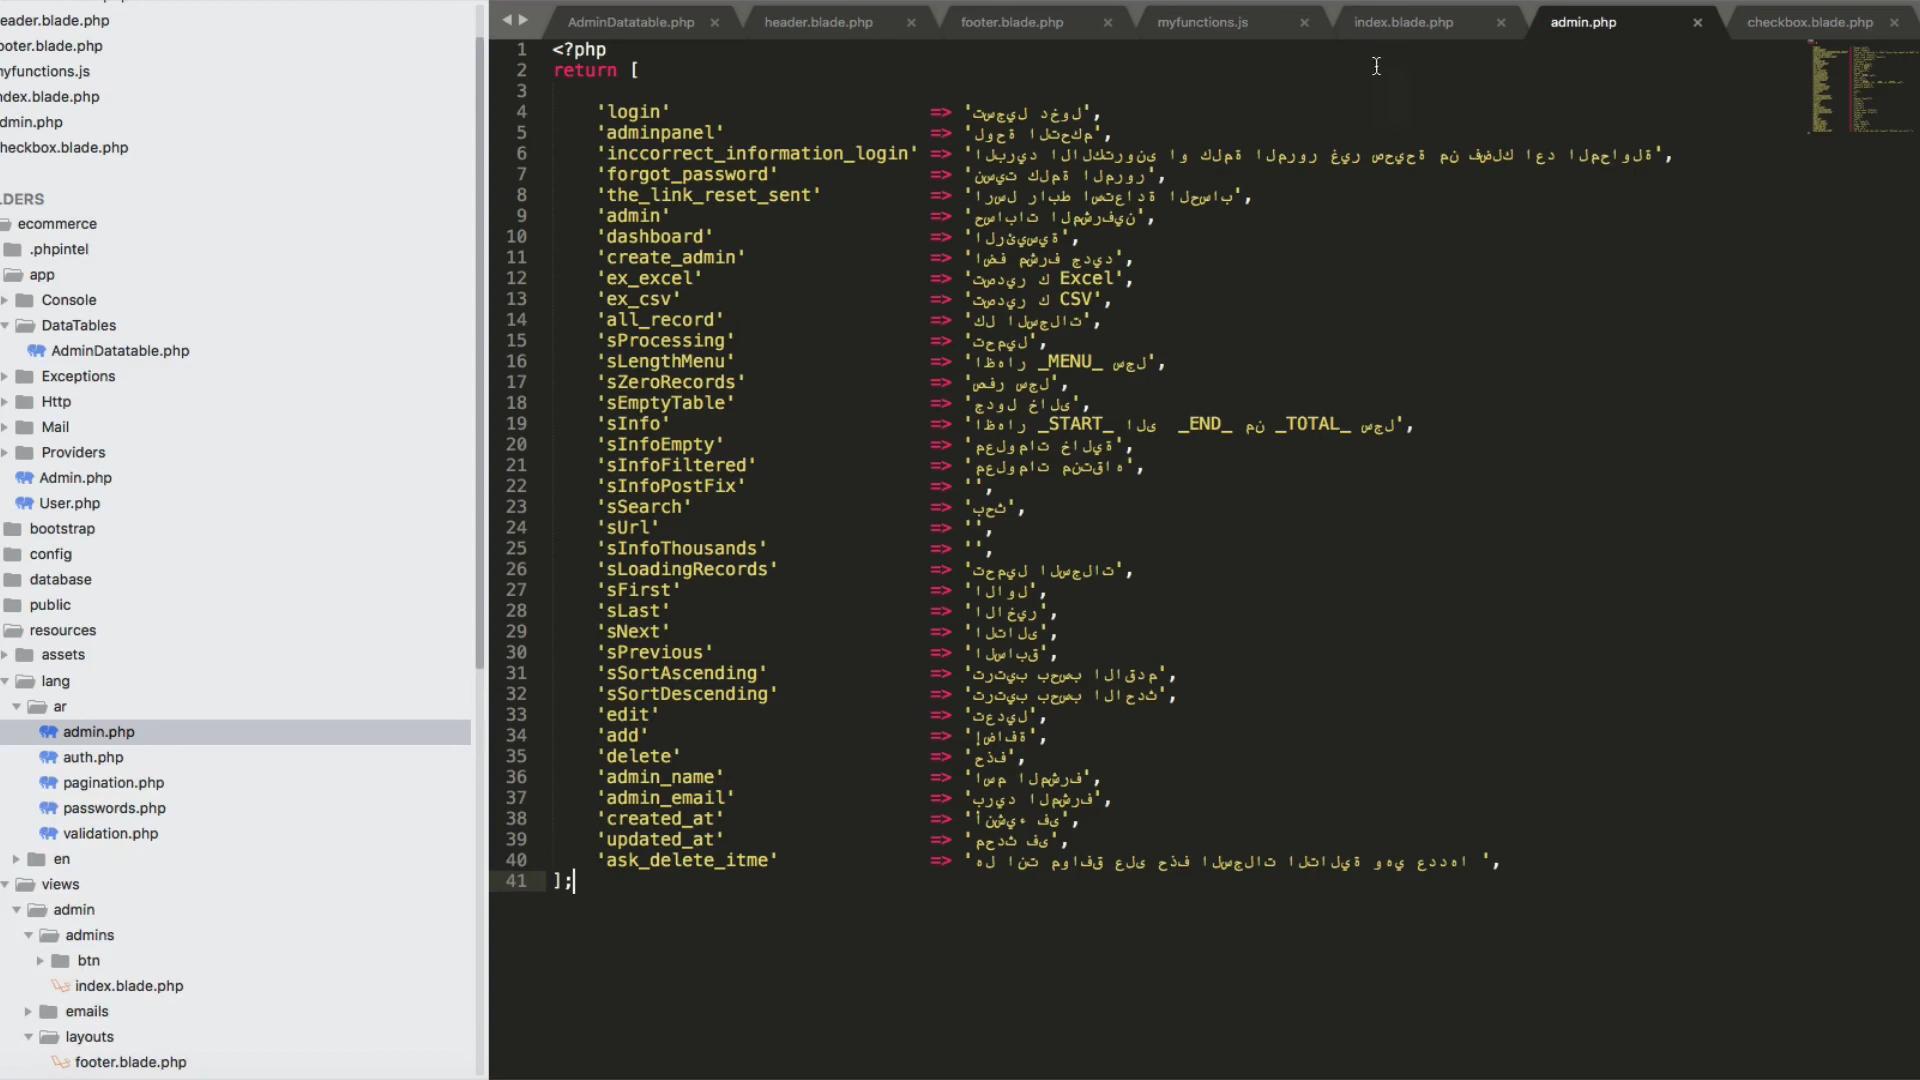 eader.blade.php
ooter.blade.php
nyfunctions.js
ndex.blade.php
dmin.php
heckbox.blade.php
LDERS
ecommerce
.phpintel
app
Console
DataTables
AdminDatatable.php
Exceptions
Http
Mail
Providers
Admin.php
User.php
bootstrap
config
database
public
resources
assets
lang
ar
admin.php
auth.php
pagination.php
passwords.php
validation.php
en
views
admin
admins
btn
index.blade.php
emails
layouts
footer.blade.php
AdminDatatable.php
header.blade.php
footer.blade.php
myfunctions.js
index.blade.php
admin.php
checkbox.blade.php
1 <?php
2 return [
3
4 'login' => 'تسجيل دخول',
5 'adminpanel' => 'لوحة التحكم',
6 'inccorrect_information_login' => 'البريد الالكترونى او كلمة المرور غير صحيحة من فضلك اعد المحاولة',
7 'forgot_password' => 'نسيت كلمة المرور',
8 'the_link_reset_sent' => 'ارسل رابط استعادة الحساب',
9 'admin' => 'حسابات المشرفين',
10 'dashboard' => 'الرئيسية',
11 'create_admin' => 'اضف مشرف جديد',
12 'ex_excel' => 'تصدير ك Excel',
13 'ex_csv' => 'تصدير ك CSV',
14 'all_record' => 'كل السجلات',
15 'sProcessing' => 'تحميل',
16 'sLengthMenu' => 'اظهار _MENU_ سجل',
17 'sZeroRecords' => 'صفر سجل',
18 'sEmptyTable' => 'جدول خالى',
19 'sInfo' => 'اظهار _START_ الى  _END_ من _TOTAL_ سجل',
20 'sInfoEmpty' => 'معلومات خالية',
21 'sInfoFiltered' => 'معلومات منتقاه',
22 'sInfoPostFix' => '',
23 'sSearch' => 'بحث',
24 'sUrl' => '',
25 'sInfoThousands' => '',
26 'sLoadingRecords' => 'تحميل السجلات',
27 'sFirst' => 'الاول',
28 'sLast' => 'الاخير',
29 'sNext' => 'التالى',
30 'sPrevious' => 'السابق',
31 'sSortAscending' => 'ترتيب بحسب الاقدم',
32 'sSortDescending' => 'ترتيب بحسب الاحدث',
33 'edit' => 'تعديل',
34 'add' => 'إضافة',
35 'delete' => 'حذف',
36 'admin_name' => 'اسم المشرف',
37 'admin_email' => 'بريد المشرف',
38 'created_at' => 'أنشيء فى',
39 'updated_at' => 'محدث فى',
40 'ask_delete_itme' => 'هل انت موافق على حذف السجلات التالية وهي عددها ',
41 ];